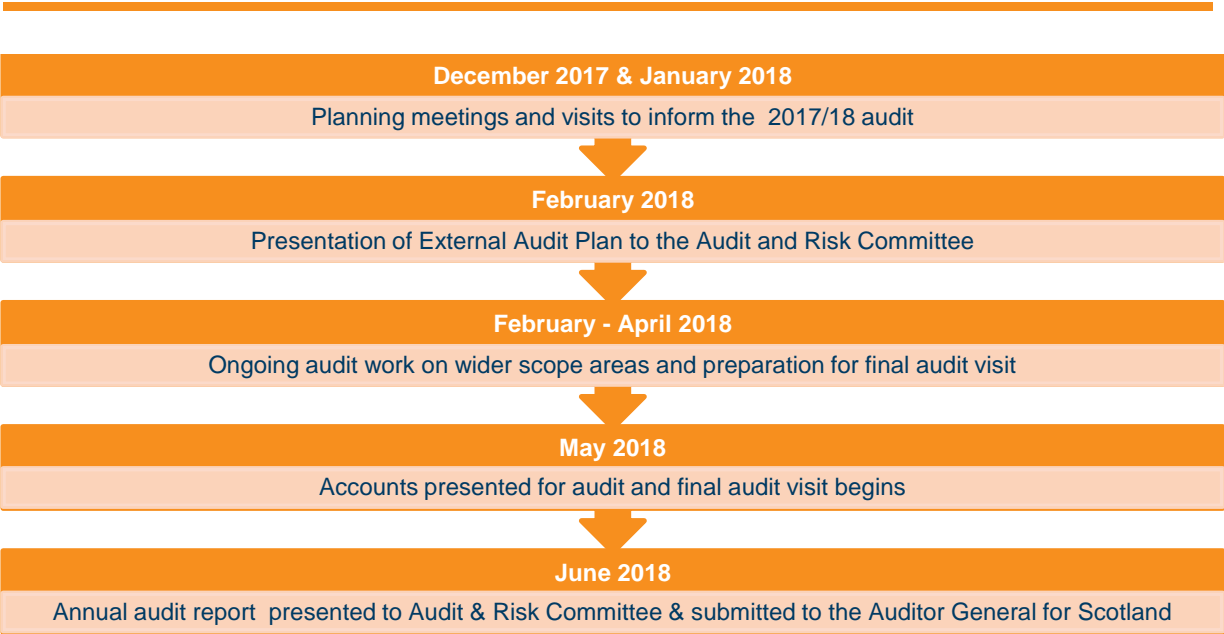 December 2017 & January 2018
Planning meetings and visits to inform the 2017/18 audit
February 2018
Presentation of External Audit Plan to the Audit and Risk Committee
February - April 2018
Ongoing audit work on wider scope areas and preparation for final audit visit
May 2018
Accounts presented for audit and final audit visit begins
June 2018
Annual audit report presented to Audit & Risk Committee & submitted to the Auditor General for Scotland